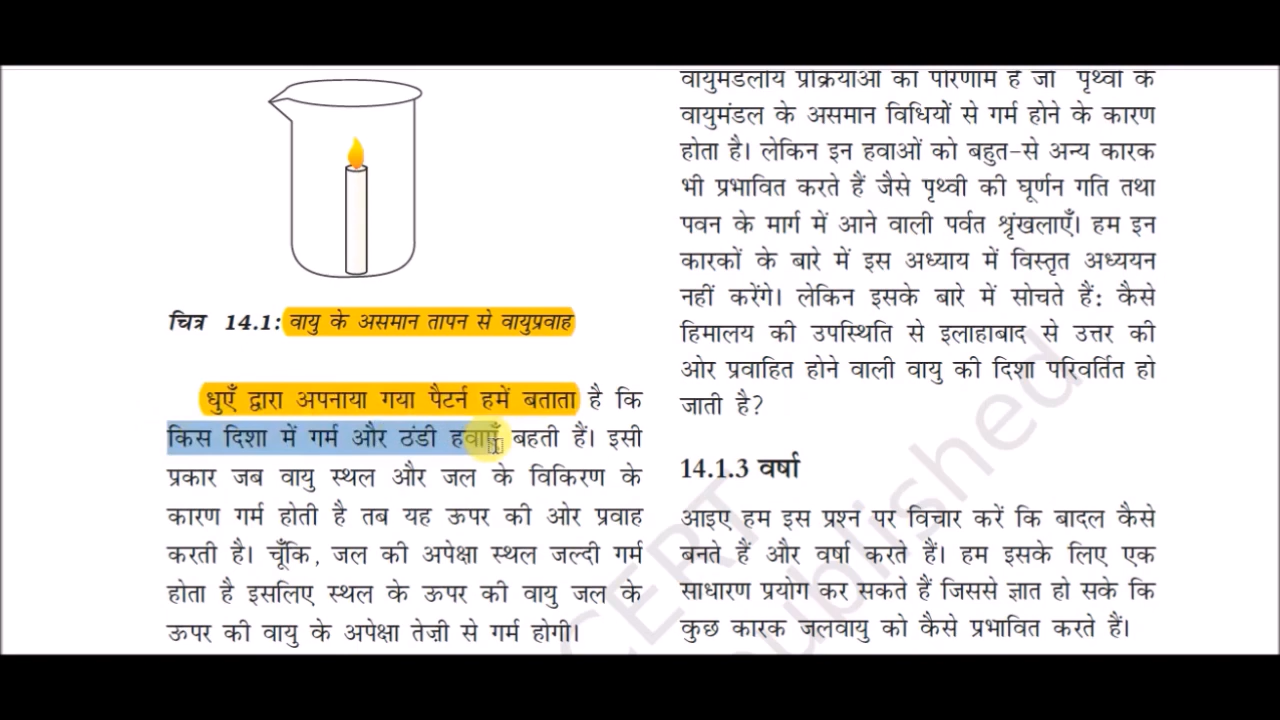 चित्र 14.1: वायु के असमान तापन से वायुप्रवाह
धुएँ द्वारा अपनाया गया पैटर्न हमें बताता है कि
किस दिशा में गर्म और ठंडी हवाएँ बहती हैं। इसी
प्रकार जब वायु स्थल और जल के विकिरण के
कारण गर्म होती है तब यह ऊपर की ओर प्रवाह
करती है। चूँकि, जल की अपेक्षा स्थल जल्दी गर्म
होता है इसलिए स्थल के ऊपर की वायु जल के
ऊपर की वायु के अपेक्षा तेज़ी से गर्म होगी।
वायुमंडलीय प्रक्रियाओं का परिणाम है जो पृथ्वी के
वायुमंडल के असमान विधियों से गर्म होने के कारण
होता है। लेकिन इन हवाओं को बहुत-से अन्य कारक
भी प्रभावित करते हैं जैसे पृथ्वी की घूर्णन गति तथा
पवन के मार्ग में आने वाली पर्वत श्रृंखलाएँ। हम इन
कारकों के बारे में इस अध्याय में विस्तृत अध्ययन
नहीं करेंगे। लेकिन इसके बारे में सोचते हैं: कैसे
हिमालय की उपस्थिति से इलाहाबाद से उत्तर की
ओर प्रवाहित होने वाली वायु की दिशा परिवर्तित हो
जाती है?
14.1.3 वर्षा
आइए हम इस प्रश्न पर विचार करें कि बादल कैसे
बनते हैं और वर्षा करते हैं। हम इसके लिए एक
साधारण प्रयोग कर सकते हैं जिससे ज्ञात हो सके कि
कुछ कारक जलवायु को कैसे प्रभावित करते हैं।